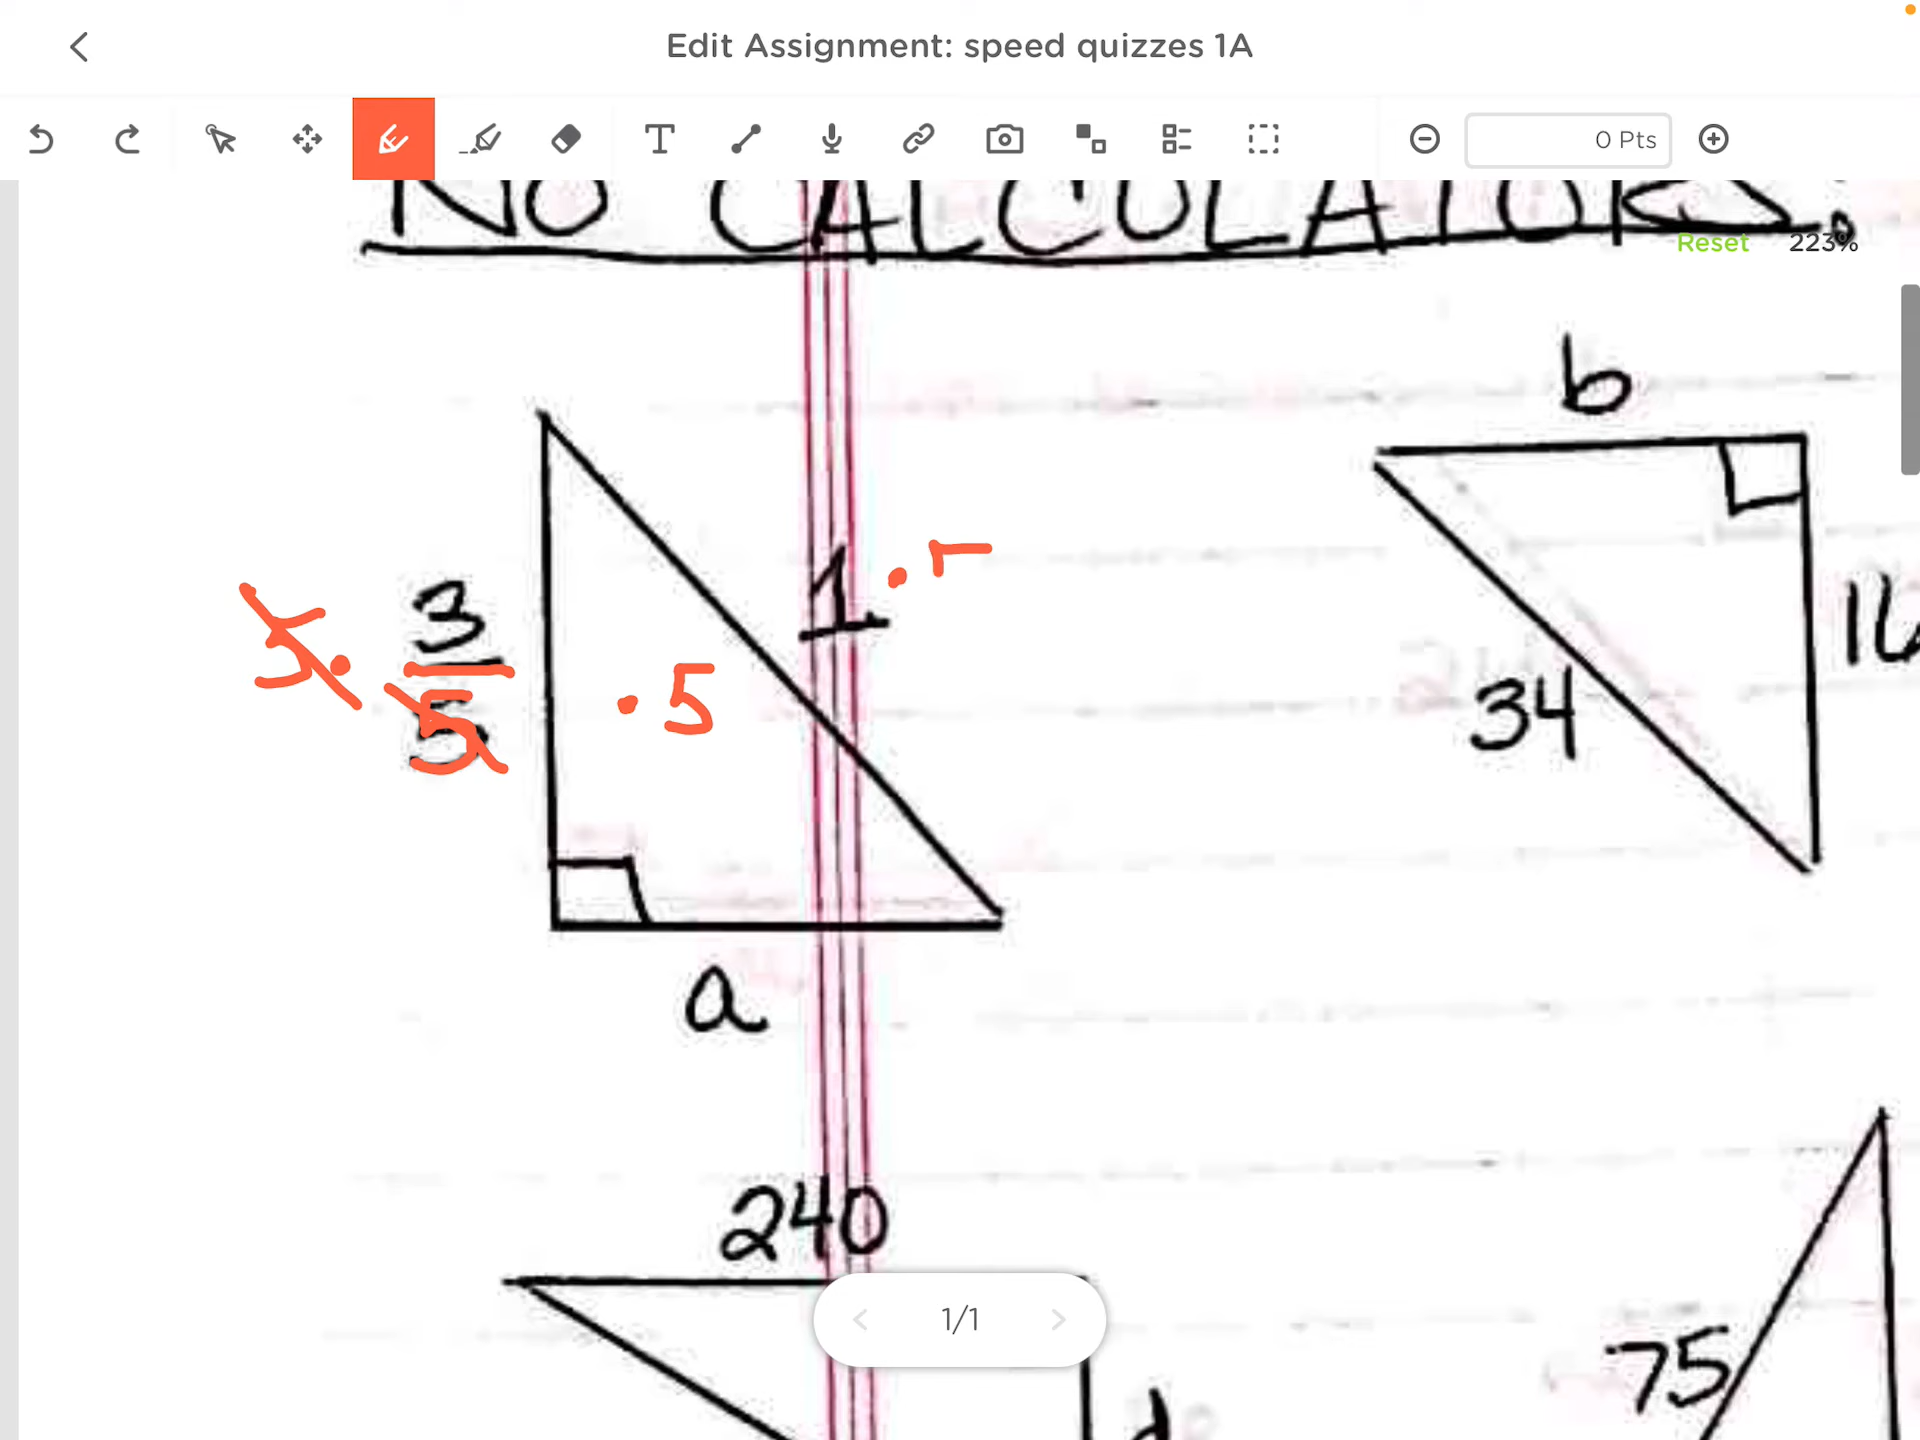 Edit Assignment: speed quizzes 1A
T
0 Pts
NO CALCULATORS.
Reset 223%
b
3
5 ·
5
· 5
1 ·
34
a
240
75
1/1